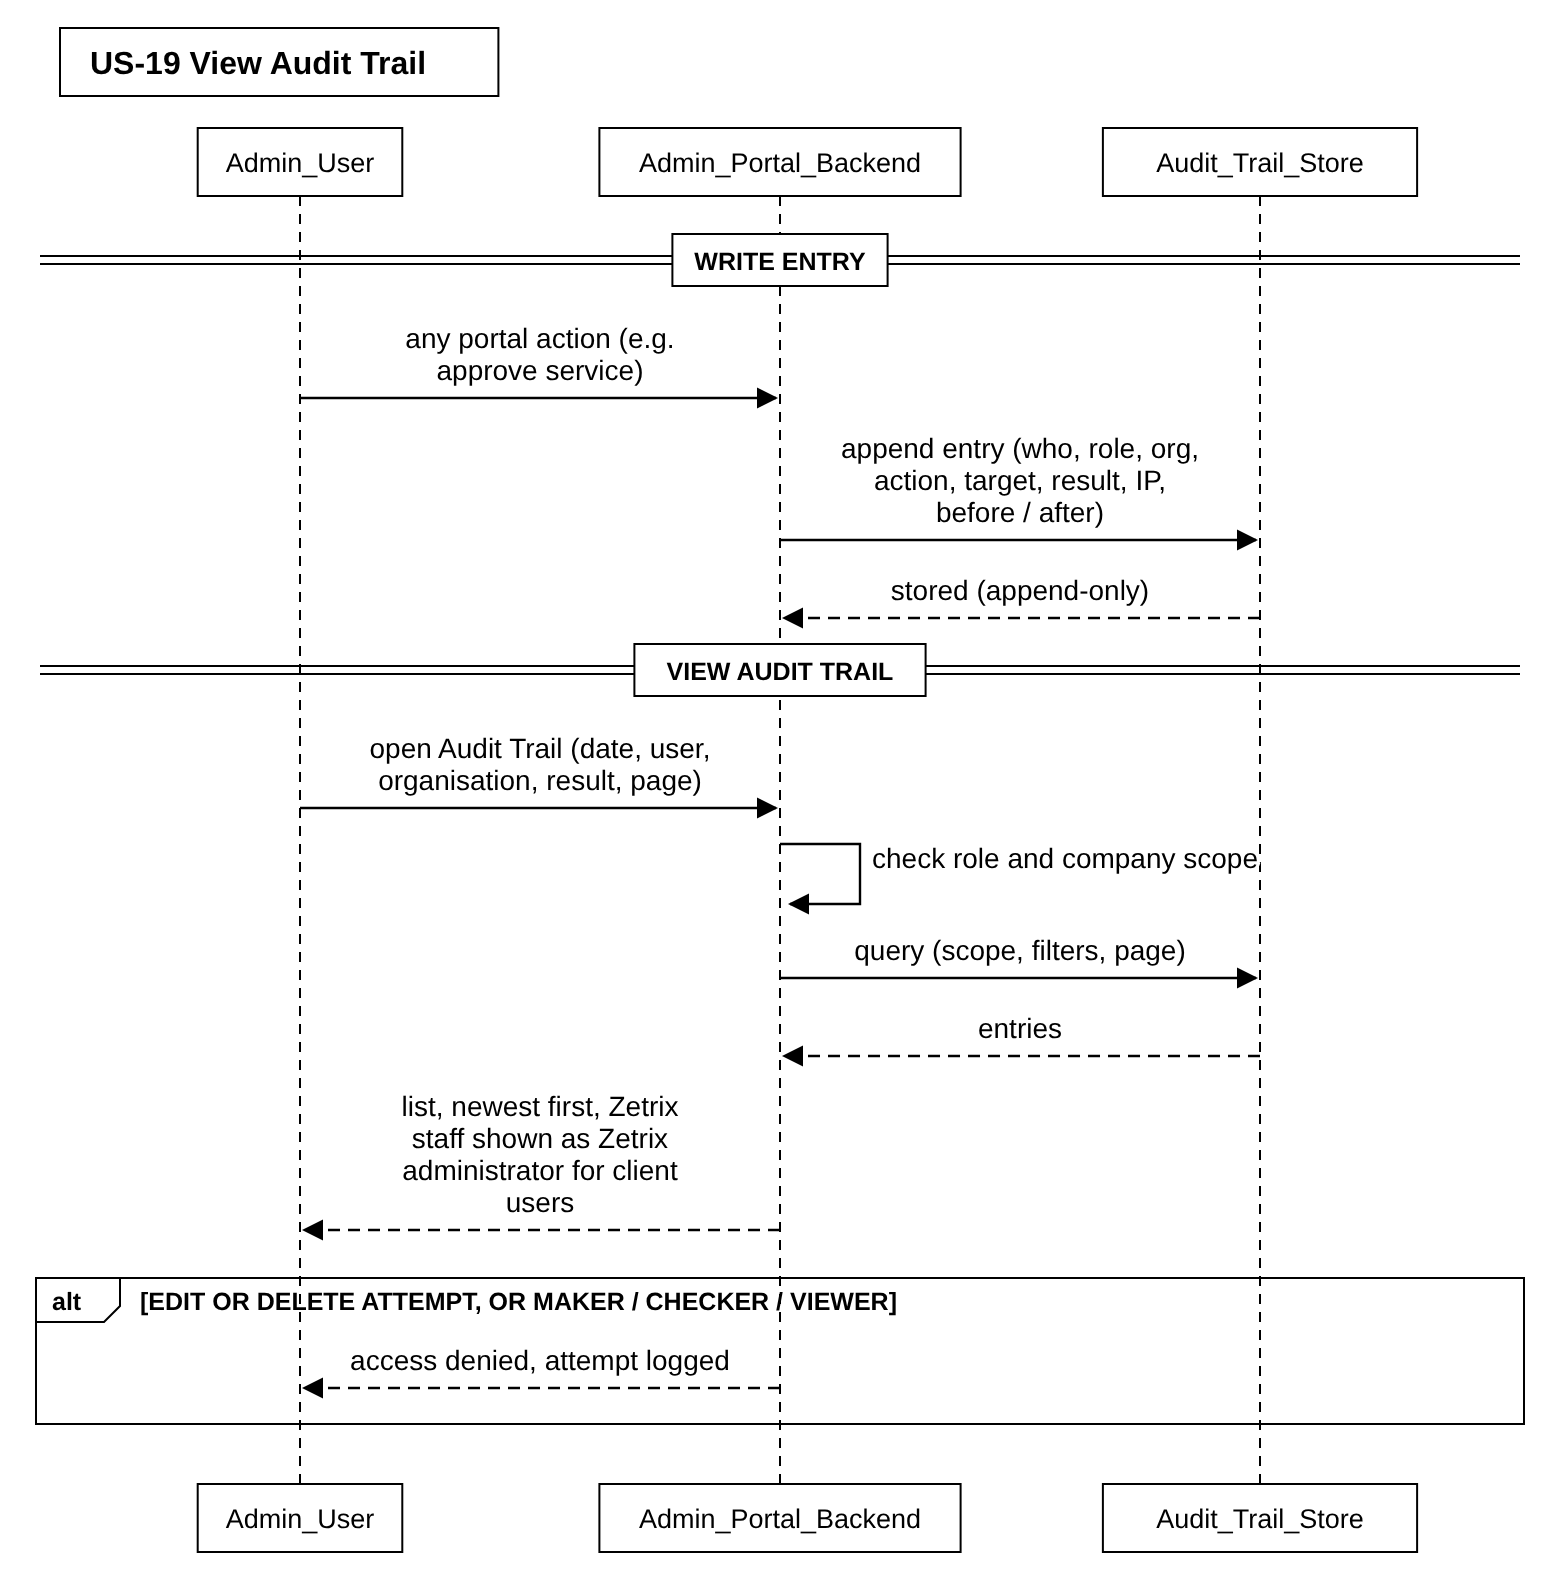 US-19 View Audit Trail
Admin_User
Admin_Portal_Backend
Audit_Trail_Store
WRITE ENTRY
any portal action (e.g.
approve service)
append entry (who, role, org,
action, target, result, IP,
before / after)
stored (append-only)
VIEW AUDIT TRAIL
open Audit Trail (date, user,
organisation, result, page)
check role and company scope
query (scope, filters, page)
entries
list, newest first, Zetrix
staff shown as Zetrix
administrator for client
users
alt
[EDIT OR DELETE ATTEMPT, OR MAKER / CHECKER / VIEWER]
access denied, attempt logged
Admin_User
Admin_Portal_Backend
Audit_Trail_Store